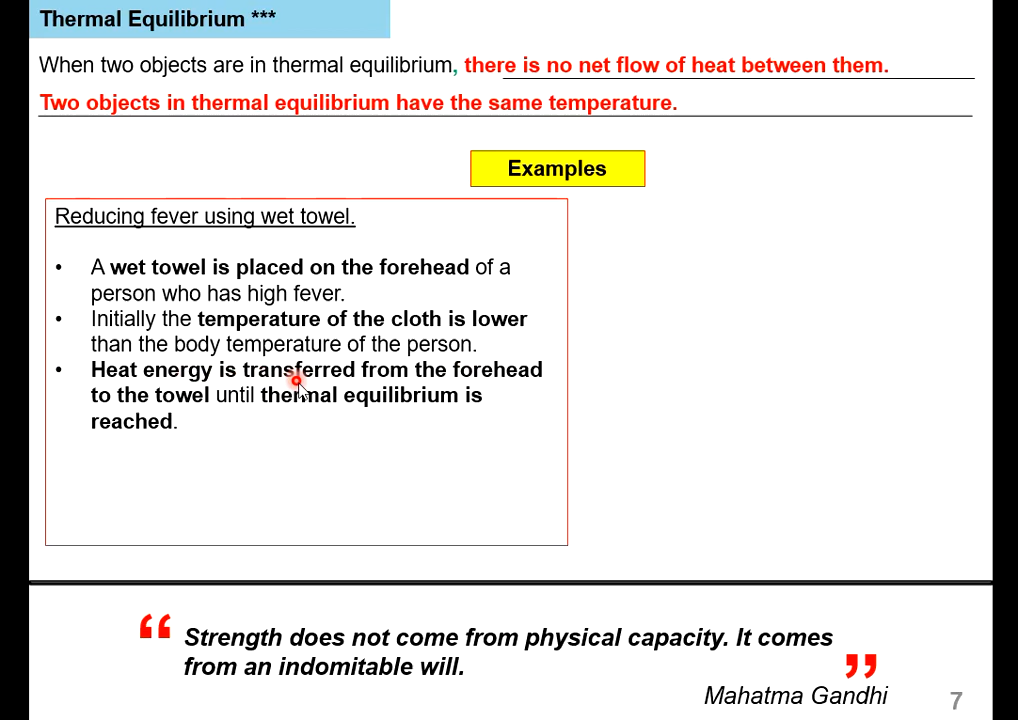 Thermal Equilibrium ***
When two objects are in thermal equilibrium, there is no net flow of heat between them.
Two objects in thermal equilibrium have the same temperature.
Examples
Reducing fever using wet towel.
• A wet towel is placed on the forehead of a
person who has high fever.
• Initially the temperature of the cloth is lower
than the body temperature of the person.
• Heat energy is transferred from the forehead
to the towel until thermal equilibrium is
reached.
“ Strength does not come from physical capacity. It comes
from an indomitable will. ”
Mahatma Gandhi
7